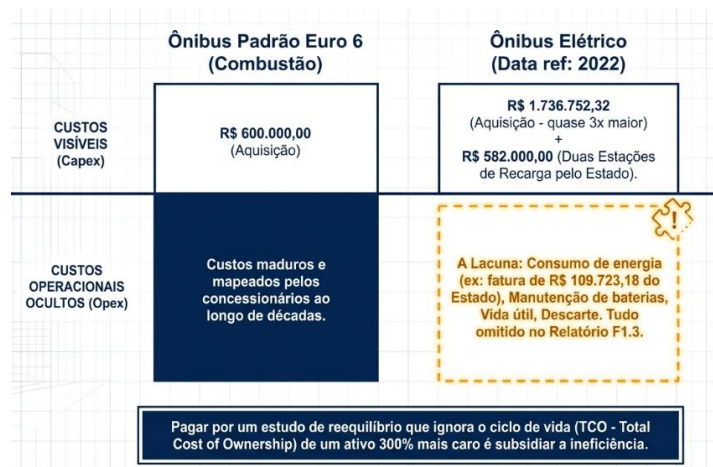 Ônibus Padrão Euro 6
(Combustão)
Ônibus Elétrico
(Data ref: 2022)
CUSTOS
VISÍVEIS
(Capex)
R$ 600.000,00
(Aquisição)
R$ 1.736.752,32
(Aquisição - quase 3x maior)
+
R$ 582.000,00 (Duas Estações
de Recarga pelo Estado).
CUSTOS
OPERACIONAIS
OCULTOS (Opex)
Custos maduros e
mapeados pelos
concessionários ao
longo de décadas.
!
A Lacuna: Consumo de energia
(ex: fatura de R$ 109.723,18 do
Estado), Manutenção de baterias,
Vida útil, Descarte. Tudo
omitido no Relatório F1.3.
Pagar por um estudo de reequilíbrio que ignora o ciclo de vida (TCO - Total
Cost of Ownership) de um ativo 300% mais caro é subsidiar a ineficiência.